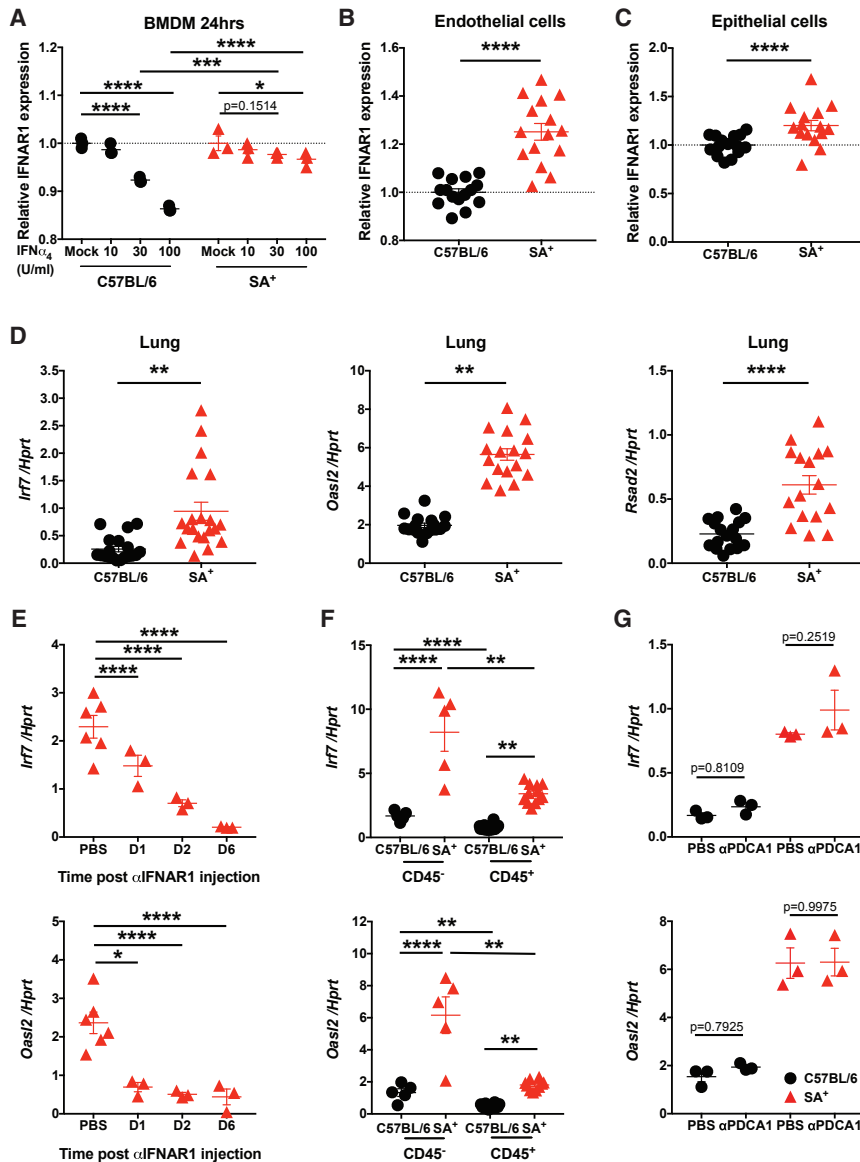 A
BMDM 24hrs
****
***
****
*
****
p=0.1514
Relative IFNAR1 expression
1.1
1.0
0.9
0.8
IFNα4 Mock 10 30 100 Mock 10 30 100
(U/ml)
C57BL/6 SA+
B
Endothelial cells
****
Relative IFNAR1 expression
1.6
1.4
1.2
1.0
0.8
C57BL/6 SA+
C
Epithelial cells
****
Relative IFNAR1 expression
2.0
1.5
1.0
0.5
0.0
C57BL/6 SA+
D
Lung
**
Irf7 /Hprt
3.5
3.0
2.5
2.0
1.5
1.0
0.5
0.0
C57BL/6 SA+
Lung
**
Oasl2 /Hprt
10
8
6
4
2
0
C57BL/6 SA+
Lung
****
Rsad2 /Hprt
1.5
1.0
0.5
0.0
C57BL/6 SA+
E
****
****
****
Irf7 /Hprt
4
3
2
1
0
PBS D1 D2 D6
Time post αIFNAR1 injection
****
****
*
Oasl2 /Hprt
4
3
2
1
0
PBS D1 D2 D6
Time post αIFNAR1 injection
F
****
**** **
**
Irf7 /Hprt
15
10
5
0
C57BL/6 SA+ C57BL/6 SA+
CD45- CD45+
**
**** **
**
Oasl2 /Hprt
12
10
8
6
4
2
0
C57BL/6 SA+ C57BL/6 SA+
CD45- CD45+
G
p=0.2519
p=0.8109
Irf7 /Hprt
1.5
1.0
0.5
0.0
PBS αPDCA1 PBS αPDCA1
p=0.9975
p=0.7925
Oasl2 /Hprt
8
6
4
2
0
C57BL/6
SA+
PBS αPDCA1 PBS αPDCA1